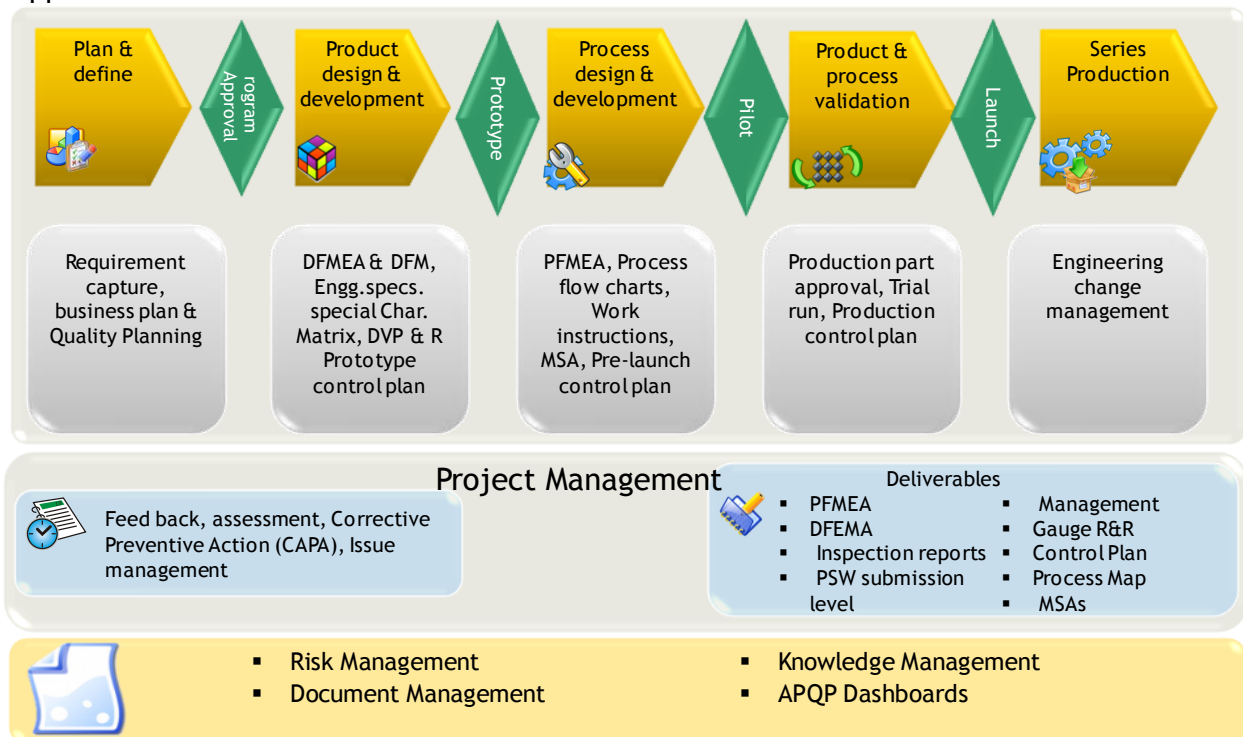 Plan &
define
rogram
Approval
Product
design &
development
Prototype
Process
design &
development
Pilot
Product &
process
validation
Launch
Series
Production
Requirement
capture,
business plan &
Quality Planning
DFMEA & DFM,
Engg.specs.
special Char.
Matrix, DVP & R
Prototype
control plan
PFMEA, Process
flow charts,
Work
instructions,
MSA, Pre-launch
control plan
Production part
approval, Trial
run, Production
control plan
Engineering
change
management
Project Management
Feed back, assessment, Corrective
Preventive Action (CAPA), Issue
management
Deliverables
▪ PFMEA
▪ DFEMA
▪ Inspection reports
▪ PSW submission
level
▪ Management
▪ Gauge R&R
▪ Control Plan
▪ Process Map
▪ MSAs
▪ Risk Management
▪ Document Management
▪ Knowledge Management
▪ APQP Dashboards